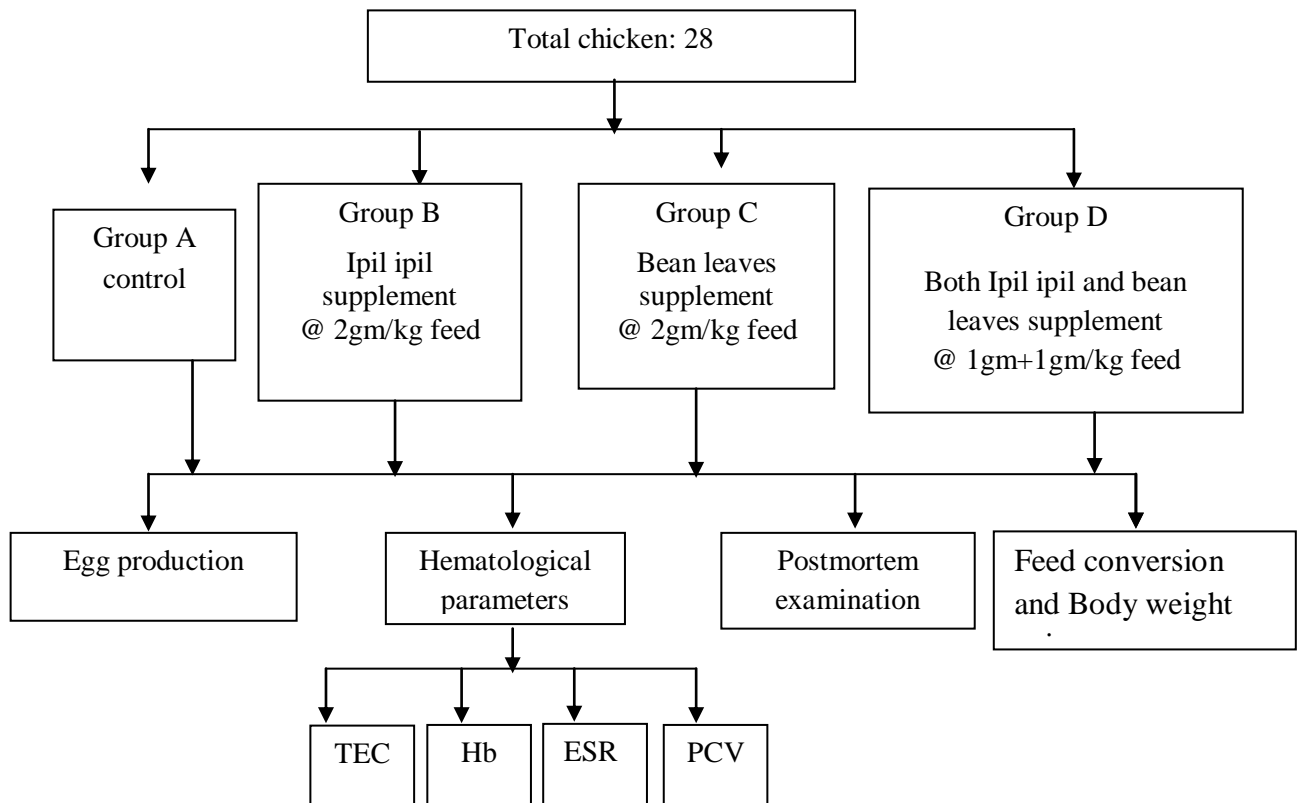 Total chicken: 28
Group A
control
Group B
Ipil ipil
supplement
@ 2gm/kg feed
Group C
Bean leaves
supplement
@ 2gm/kg feed
Group D
Both Ipil ipil and bean
leaves supplement
@ 1gm+1gm/kg feed
Egg production
Hematological
parameters
Postmortem
examination
Feed conversion
and Body weight
.
TEC
Hb
ESR
PCV